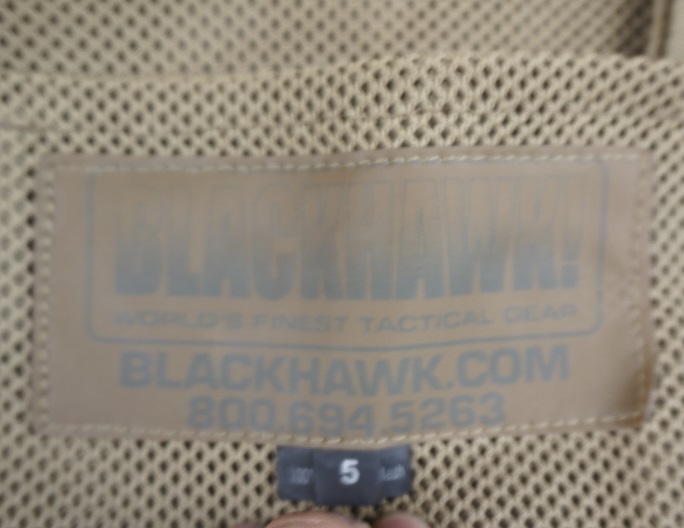 BLACKHAWK!
WORLD'S FINEST TACTICAL GEAR
BLACKHAWK.COM
800.694.5263
5